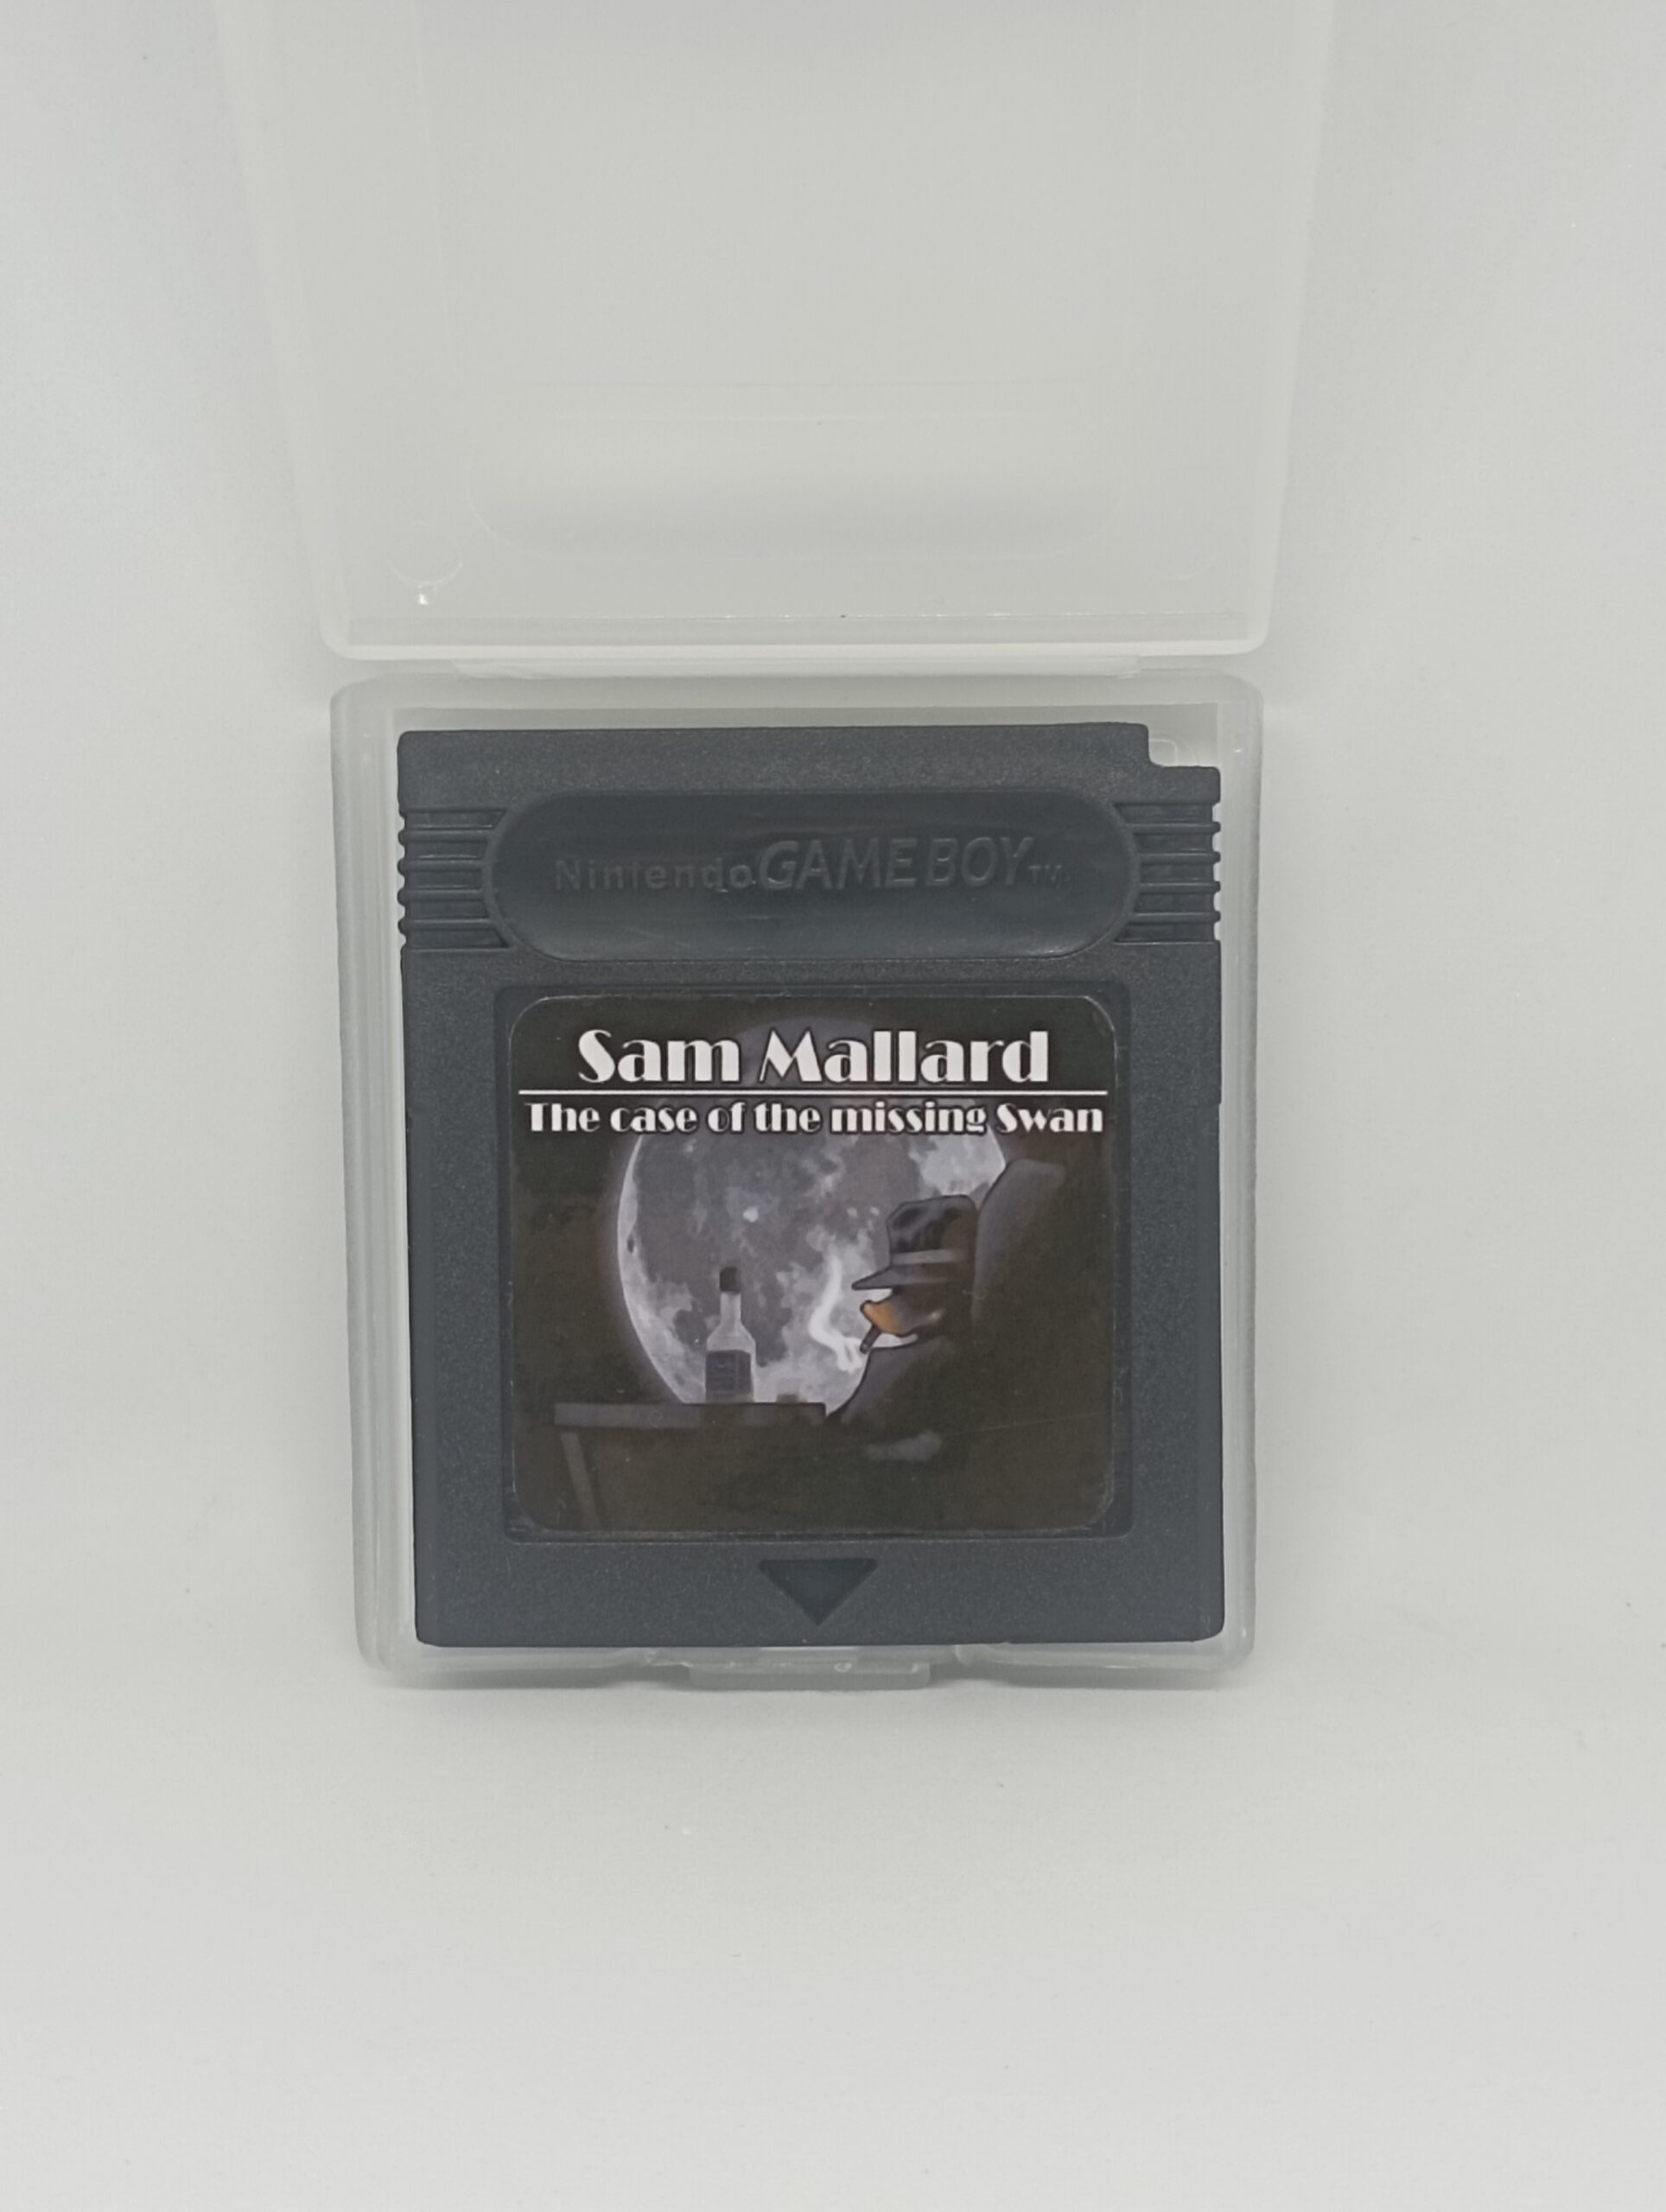 Nintendo GAME BOY TM
Sam Mallard
The case of the missing Swan